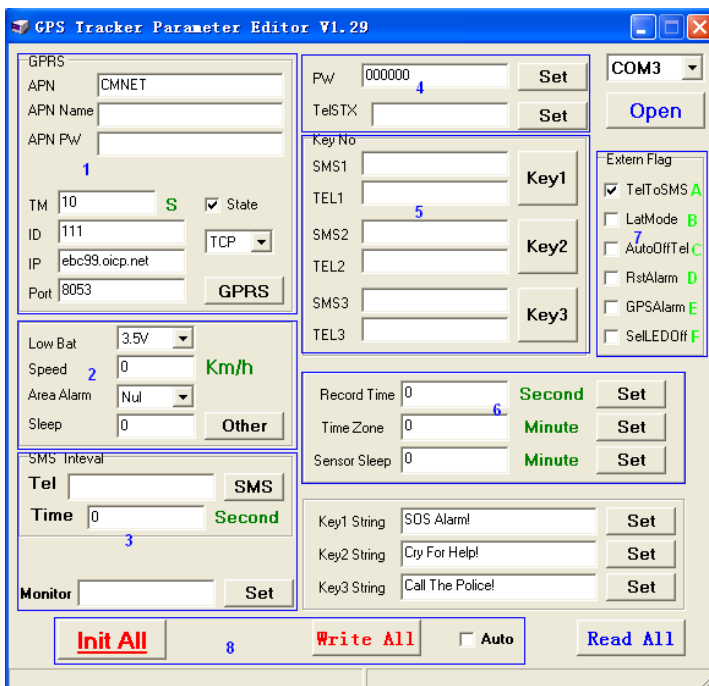 GPS Tracker Parameter Editor V1.29
GPRS
APN CMNET
APN Name
APN PW
1
TM 10 S State
ID 111 TCP
IP ebc99.oicp.net
Port 8053 GPRS
Low Bat 3.5V
Speed 2 0 Km/h
Area Alarm Nul
Sleep 0 Other
SMS Inteval
Tel SMS
Time 0 Second
3
Monitor Set
PW 000000 4 Set
TelSTX Set
Key No
SMS1
TEL1
Key1
5
SMS2
TEL2
Key2
SMS3
TEL3
Key3
COM3
Open
Extern Flag
TelToSMS A
LatMode B
7
AutoOffTel C
RstAlarm D
GPSAlarm E
SelLEDOff F
Record Time 0 6 Second Set
Time Zone 0 Minute Set
Sensor Sleep 0 Minute Set
Key1 String SOS Alarm! Set
Key2 String Cry For Help! Set
Key3 String Call The Police! Set
Init All 8 Write All Auto Read All